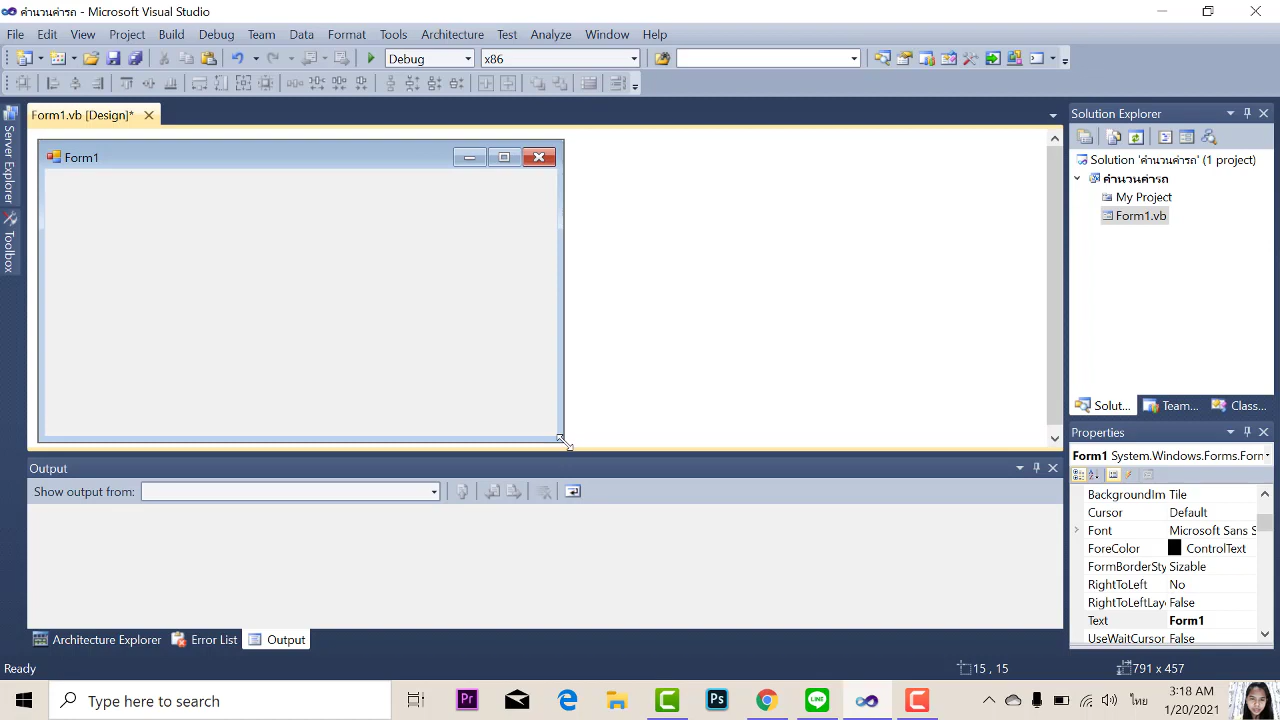 คำนวนค่ารถ - Microsoft Visual Studio
File Edit View Project Build Debug Team Data Format Tools Architecture Test Analyze Window Help
Debug x86
Form1.vb [Design]*
Solution Explorer
Server Explorer
Toolbox
Form1
Solution 'คำนวนค่ารถ' (1 project)
คำนวนค่ารถ
My Project
Form1.vb
Solut... Team... Class...
Properties
Form1 System.Windows.Forms.Form
BackgroundIm Tile
Cursor Default
Font Microsoft Sans S
ForeColor ControlText
FormBorderSty Sizable
RightToLeft No
RightToLeftLay False
Text Form1
UseWaitCursor False
Output
Show output from:
Architecture Explorer Error List Output
Ready 15 , 15 791 x 457
Type here to search
Pr Ps LINE
ไทย
3:18 AM
1/20/2021